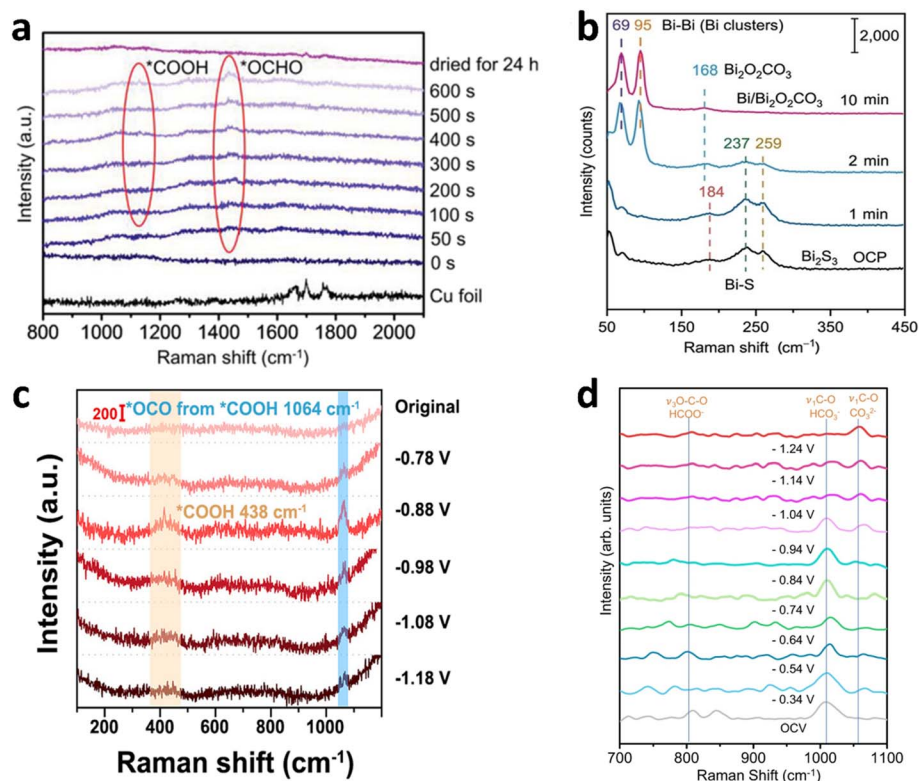 a
*COOH
*OCHO
dried for 24 h
600 s
500 s
400 s
300 s
200 s
100 s
50 s
0 s
Cu foil
Intensity (a.u.)
800 1000 1200 1400 1600 1800 2000
Raman shift (cm⁻¹)
b
69 95 Bi-Bi (Bi clusters)
2,000
168 Bi₂O₂CO₃
Bi/Bi₂O₂CO₃ 10 min
237 259 2 min
184 1 min
Bi₂S₃ OCP
Bi-S
Intensity (counts)
50 150 250 350 450
Raman shift (cm⁻¹)
c
200 *OCO from *COOH 1064 cm⁻¹ Original
-0.78 V
-0.88 V
*COOH 438 cm⁻¹
-0.98 V
-1.08 V
-1.18 V
Intensity (a.u.)
200 400 600 800 1000
Raman shift (cm⁻¹)
d
ν₃O-C-O ν₁C-O ν₁C-O
HCOO⁻ HCO₃⁻ CO₃²⁻
- 1.24 V
- 1.14 V
- 1.04 V
- 0.94 V
- 0.84 V
- 0.74 V
- 0.64 V
- 0.54 V
- 0.34 V
OCV
Intensity (arb. units)
700 800 900 1000 1100
Raman Shift (cm⁻¹)